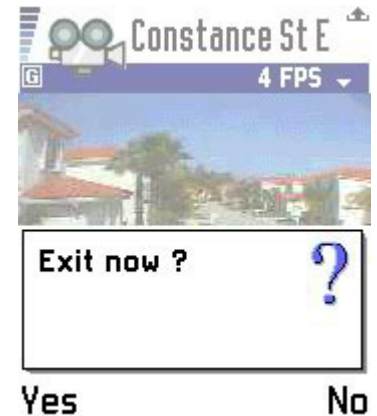 Constance St E
G
4 FPS
Exit now ?
Yes
No